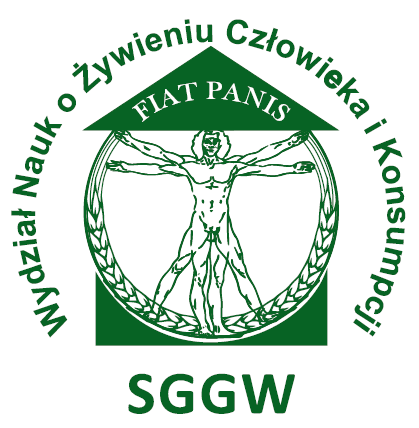 Wydział Nauk o Żywieniu Człowieka i Konsumpcji
FIAT PANIS
SGGW